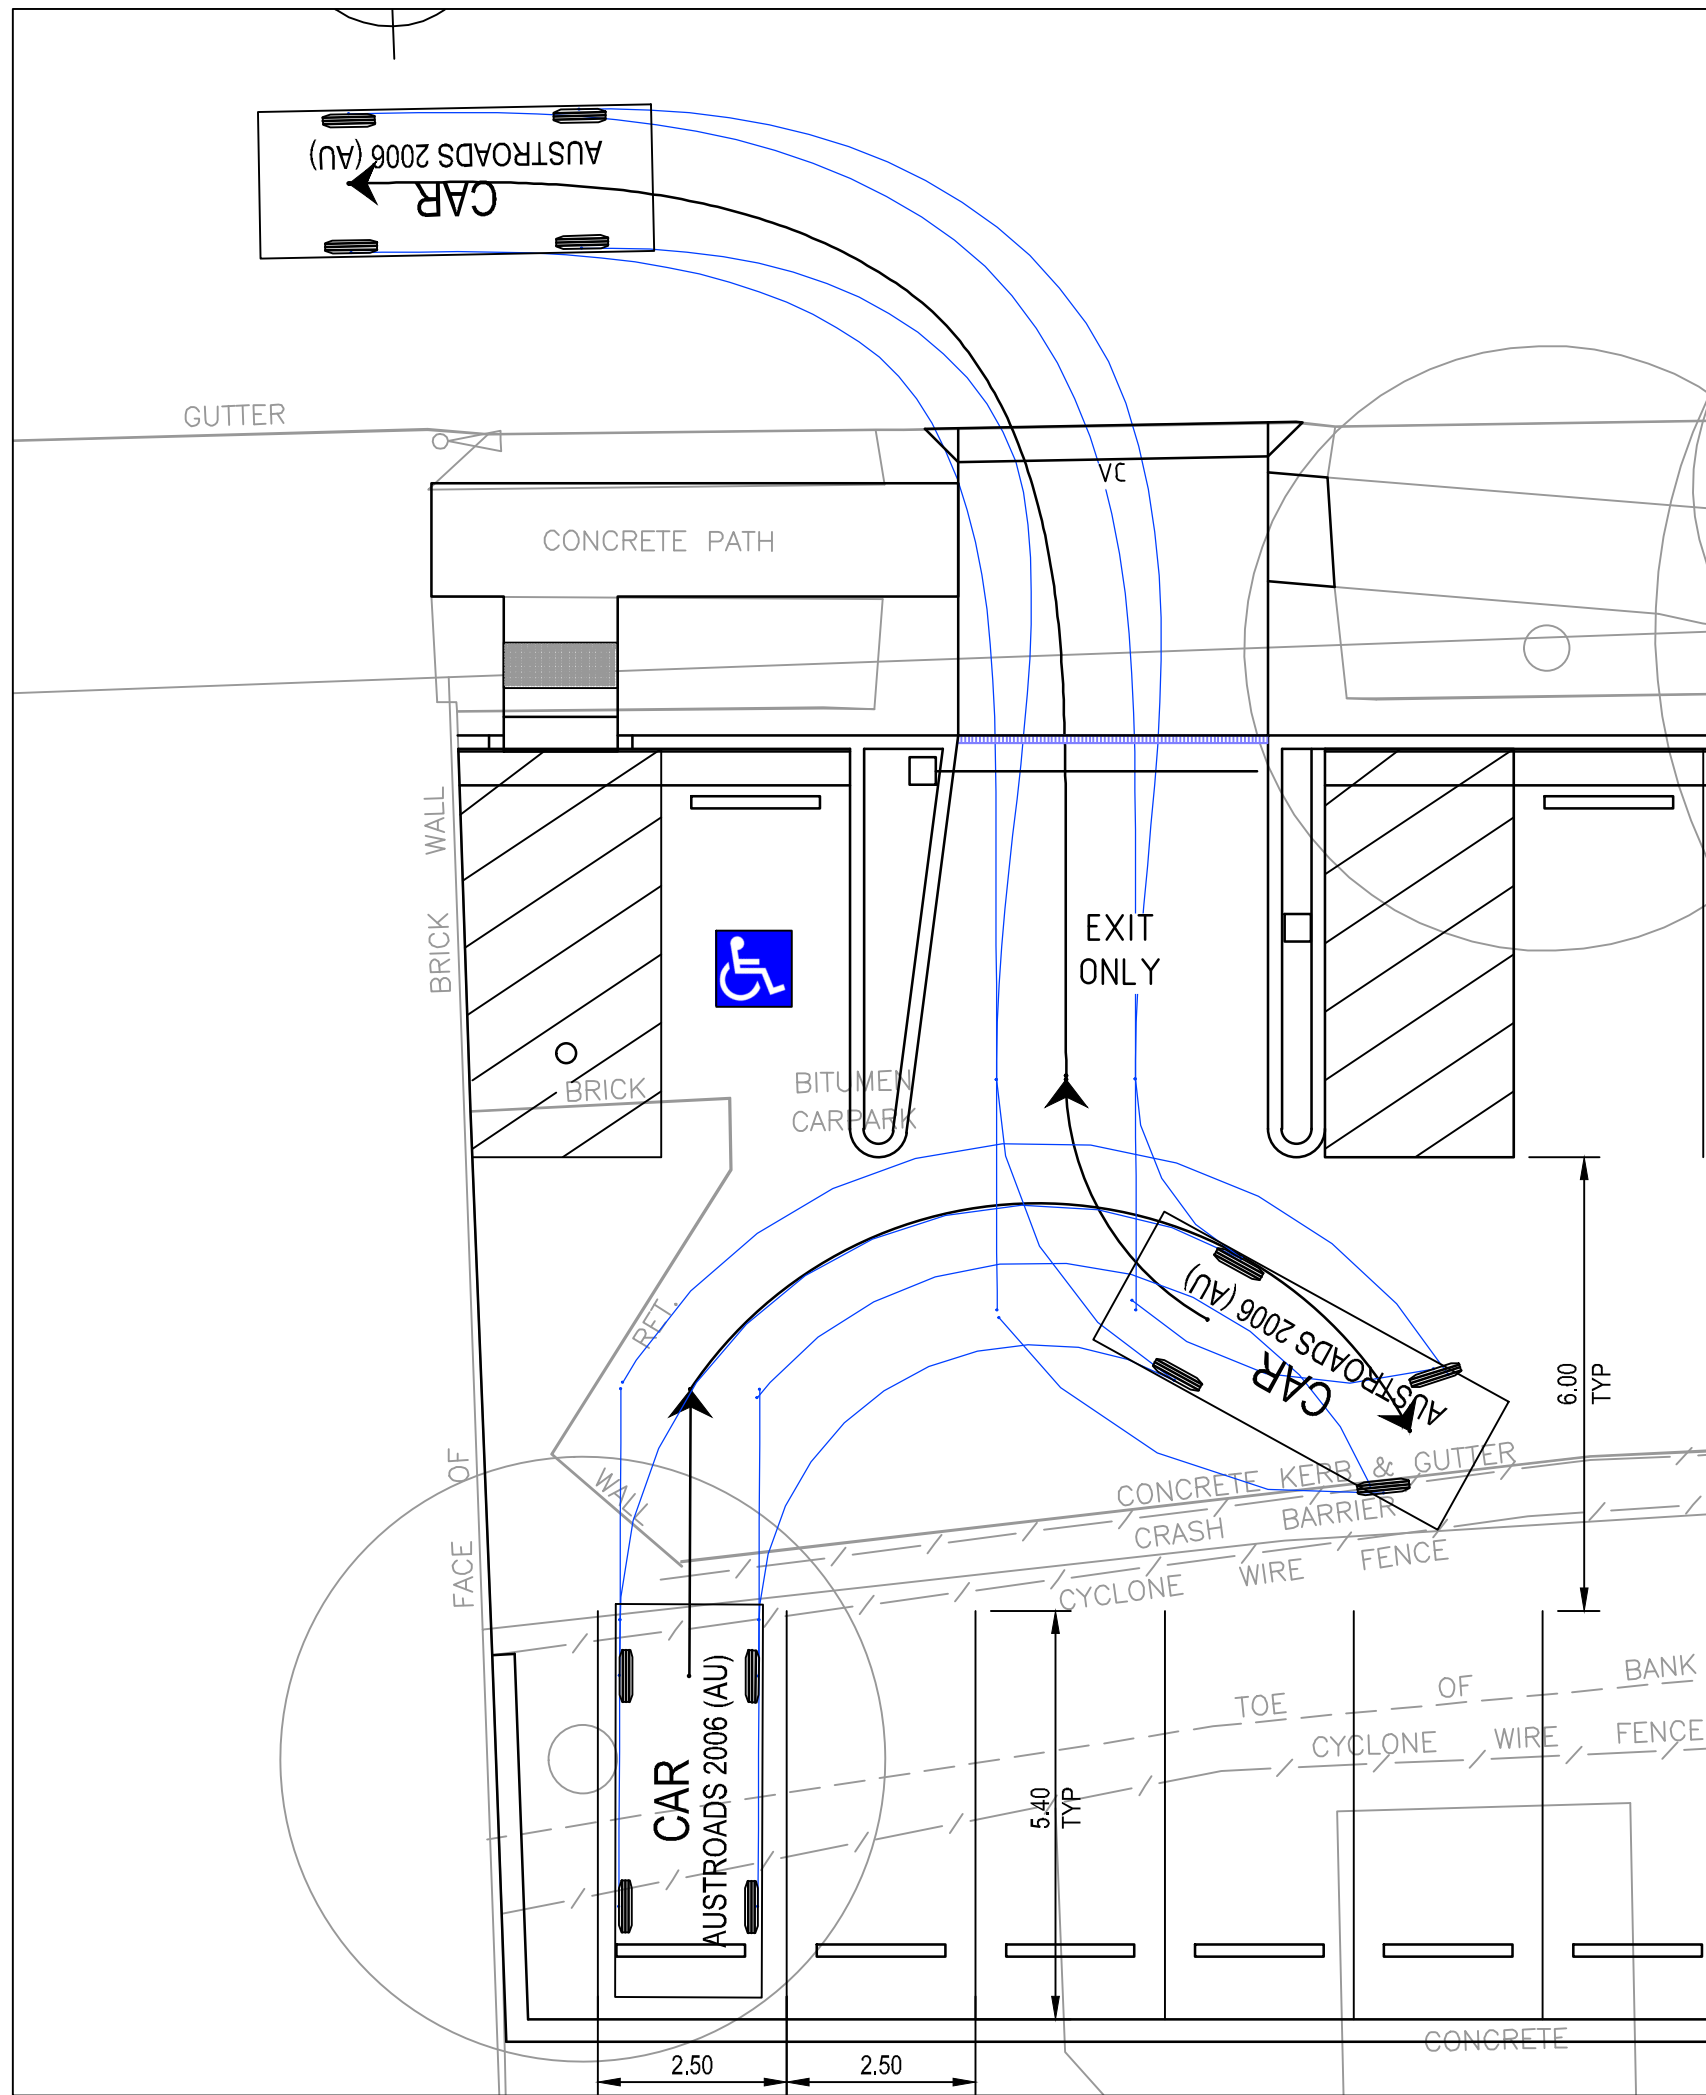 AUSTROADS 2006 (AU)
CAR
GUTTER
VC
CONCRETE PATH
BRICK WALL
EXIT
ONLY
BRICK
BITUMEN
CARPARK
RFT.
WALL
AUSTROADS 2006 (AU)
CAR
6.00
TYP
FACE OF
CONCRETE KERB & GUTTER
CRASH BARRIER
CYCLONE WIRE FENCE
CAR
AUSTROADS 2006 (AU)
TOE OF BANK
CYCLONE WIRE FENCE
5.40
TYP
CONCRETE
2.50
2.50